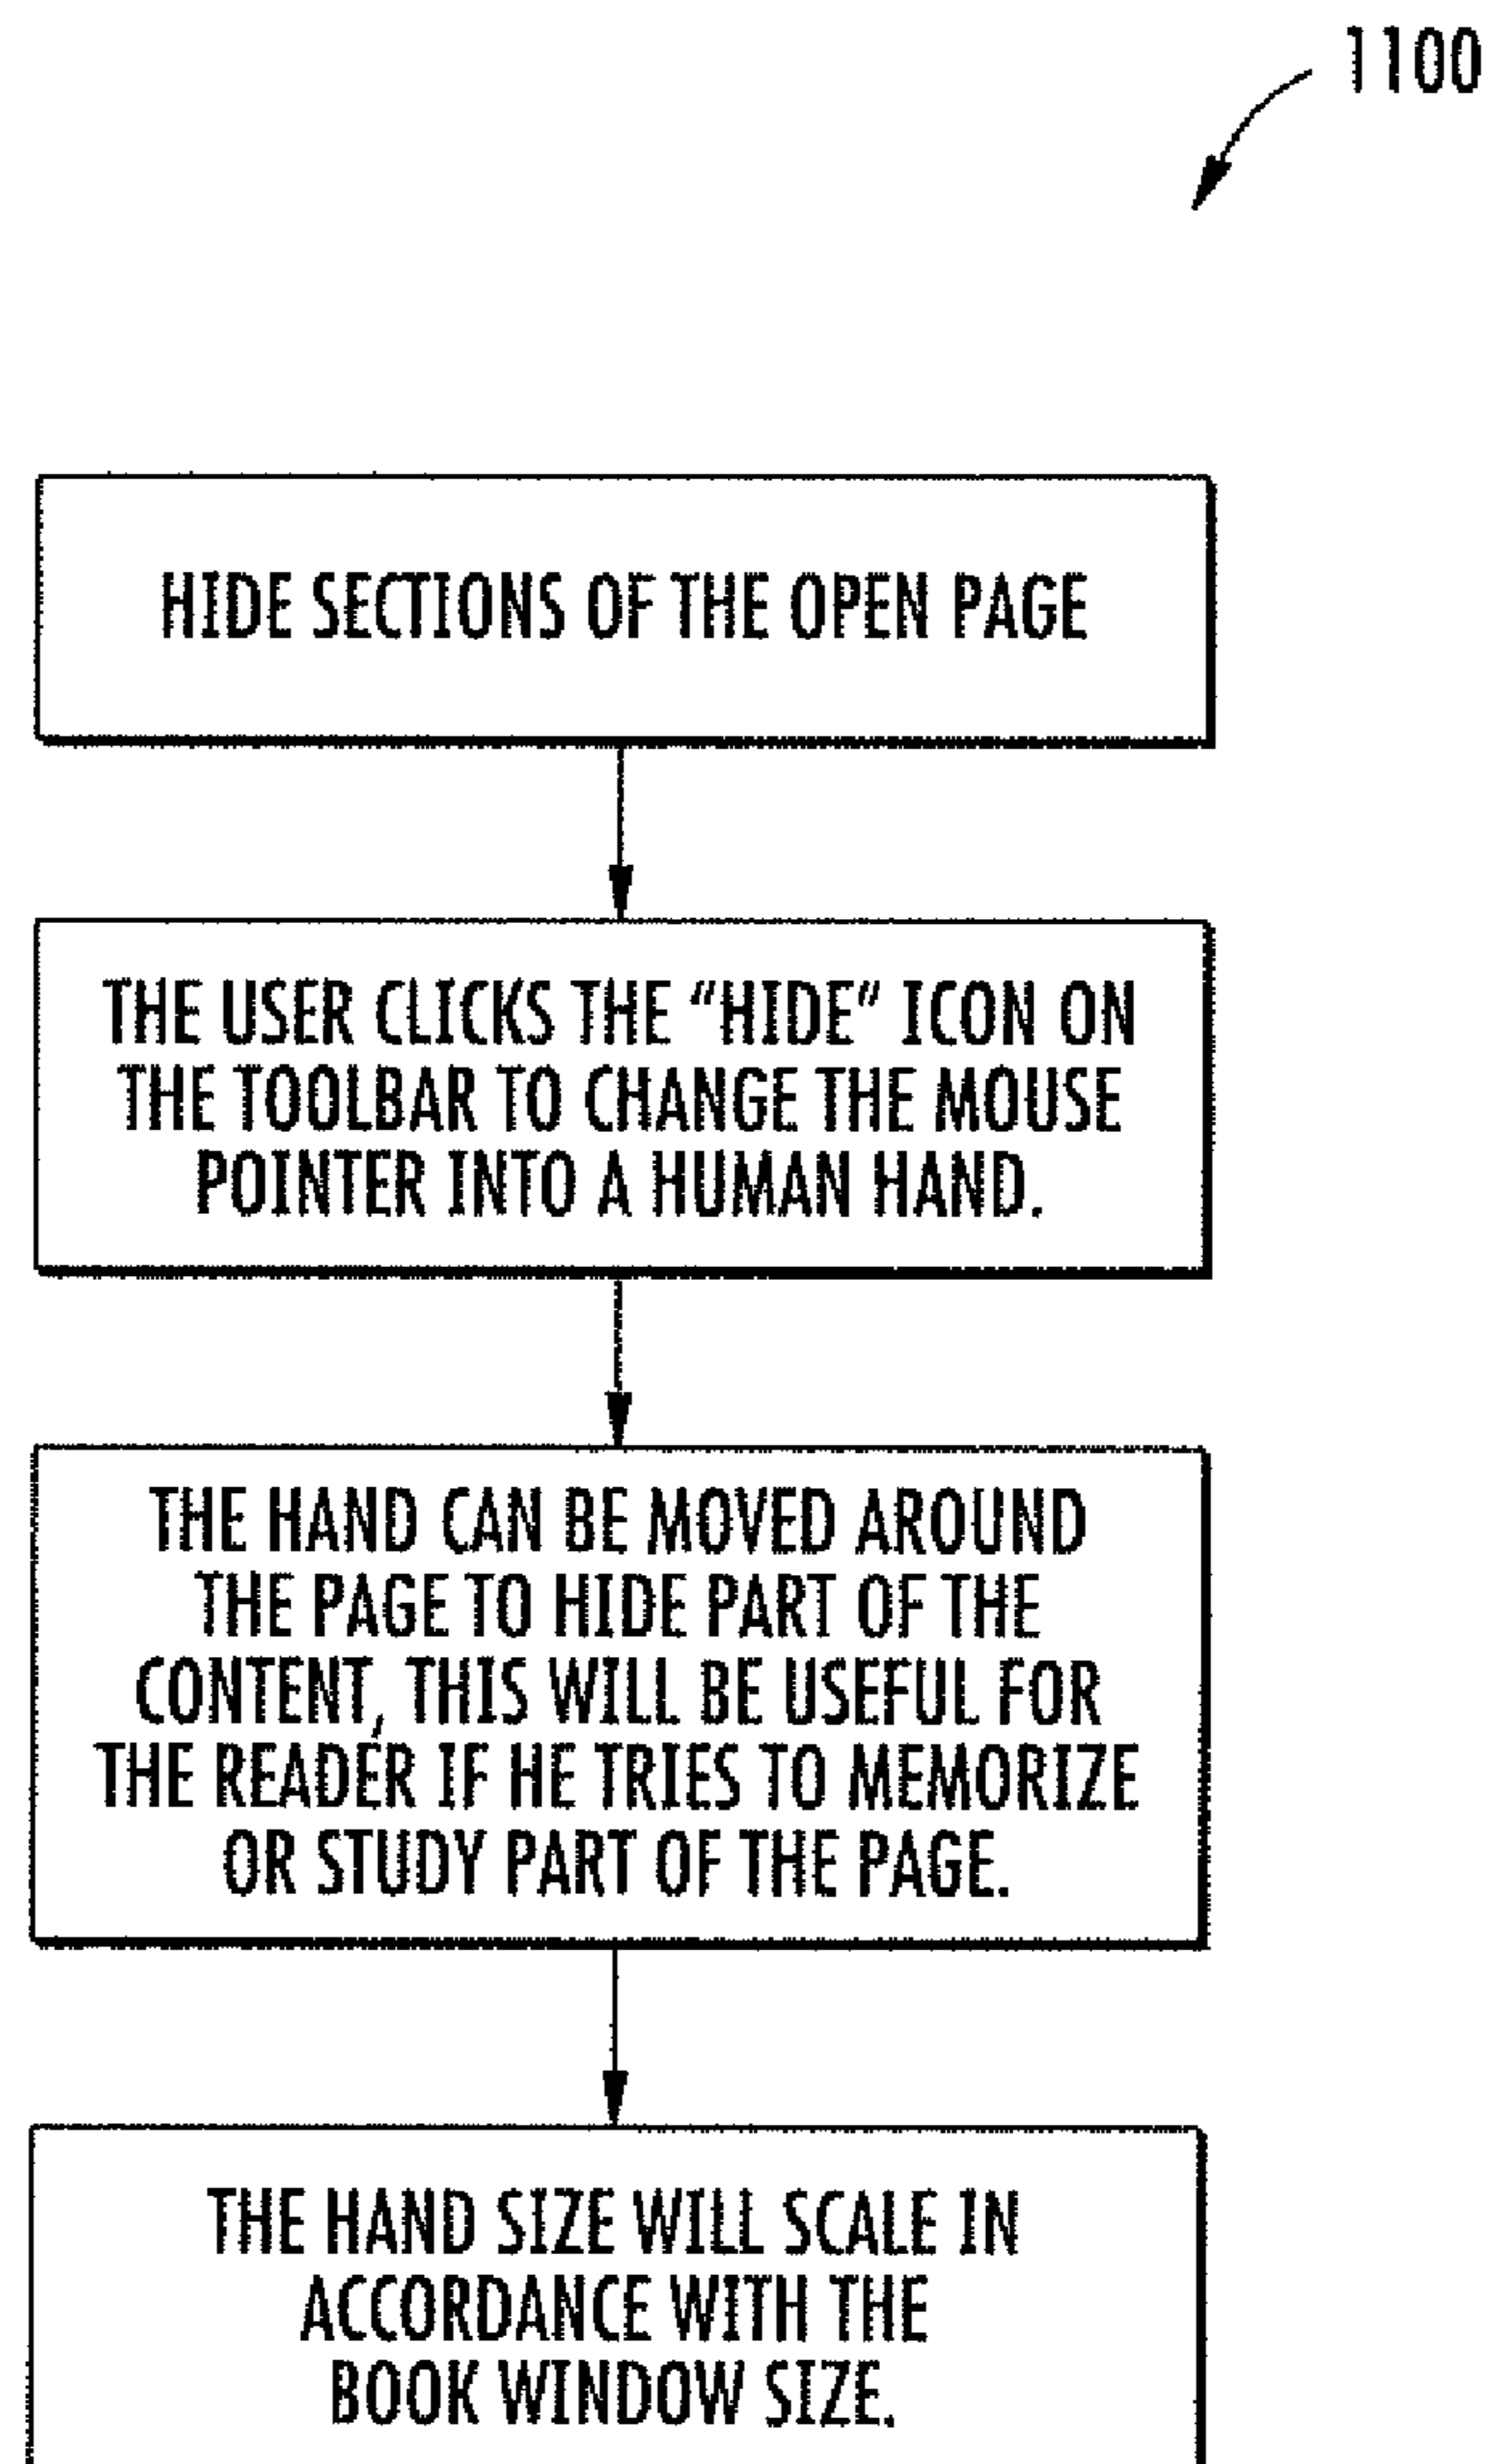 1100
HIDE SECTIONS OF THE OPEN PAGE
THE USER CLICKS THE "HIDE" ICON ON
THE TOOLBAR TO CHANGE THE MOUSE
POINTER INTO A HUMAN HAND.
THE HAND CAN BE MOVED AROUND
THE PAGE TO HIDE PART OF THE
CONTENT, THIS WILL BE USEFUL FOR
THE READER IF HE TRIES TO MEMORIZE
OR STUDY PART OF THE PAGE.
THE HAND SIZE WILL SCALE IN
ACCORDANCE WITH THE
BOOK WINDOW SIZE.